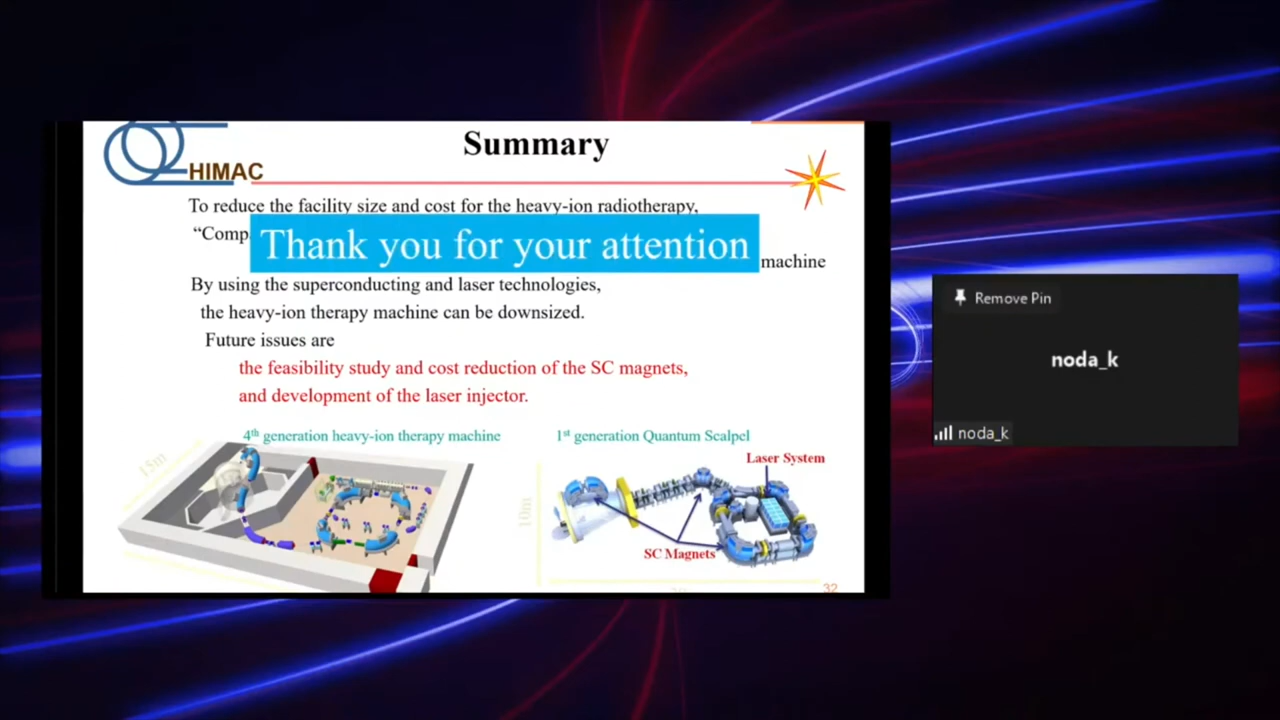 HIMAC
Summary
To reduce the facility size and cost for the heavy-ion radiotherapy,
Thank you for your attention
machine
By using the superconducting and laser technologies,
the heavy-ion therapy machine can be downsized.
Future issues are
the feasibility study and cost reduction of the SC magnets,
and development of the laser injector.
4th generation heavy-ion therapy machine
1st generation Quantum Scalpel
Laser System
15m
10m
SC Magnets
32
Remove Pin
noda_k
noda_k